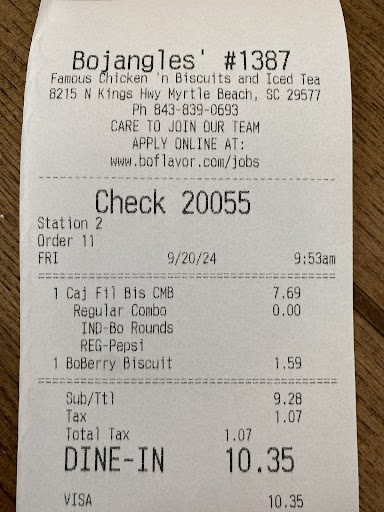 Bojangles' #1387
Famous Chicken 'n Biscuits and Iced Tea
8215 N Kings Hwy Myrtle Beach, SC 29577
Ph 843-839-0693
CARE TO JOIN OUR TEAM
APPLY ONLINE AT:
www.boflavor.com/jobs
Check 20055
Station 2
Order 11
FRI 9/20/24 9:53am
1 Caj Fil Bis CMB 7.69
Regular Combo 0.00
IND-Bo Rounds
REG-Pepsi
1 BoBerry Biscuit 1.59
Sub/Ttl 9.28
Tax 1.07
Total Tax 1.07
DINE-IN 10.35
VISA 10.35